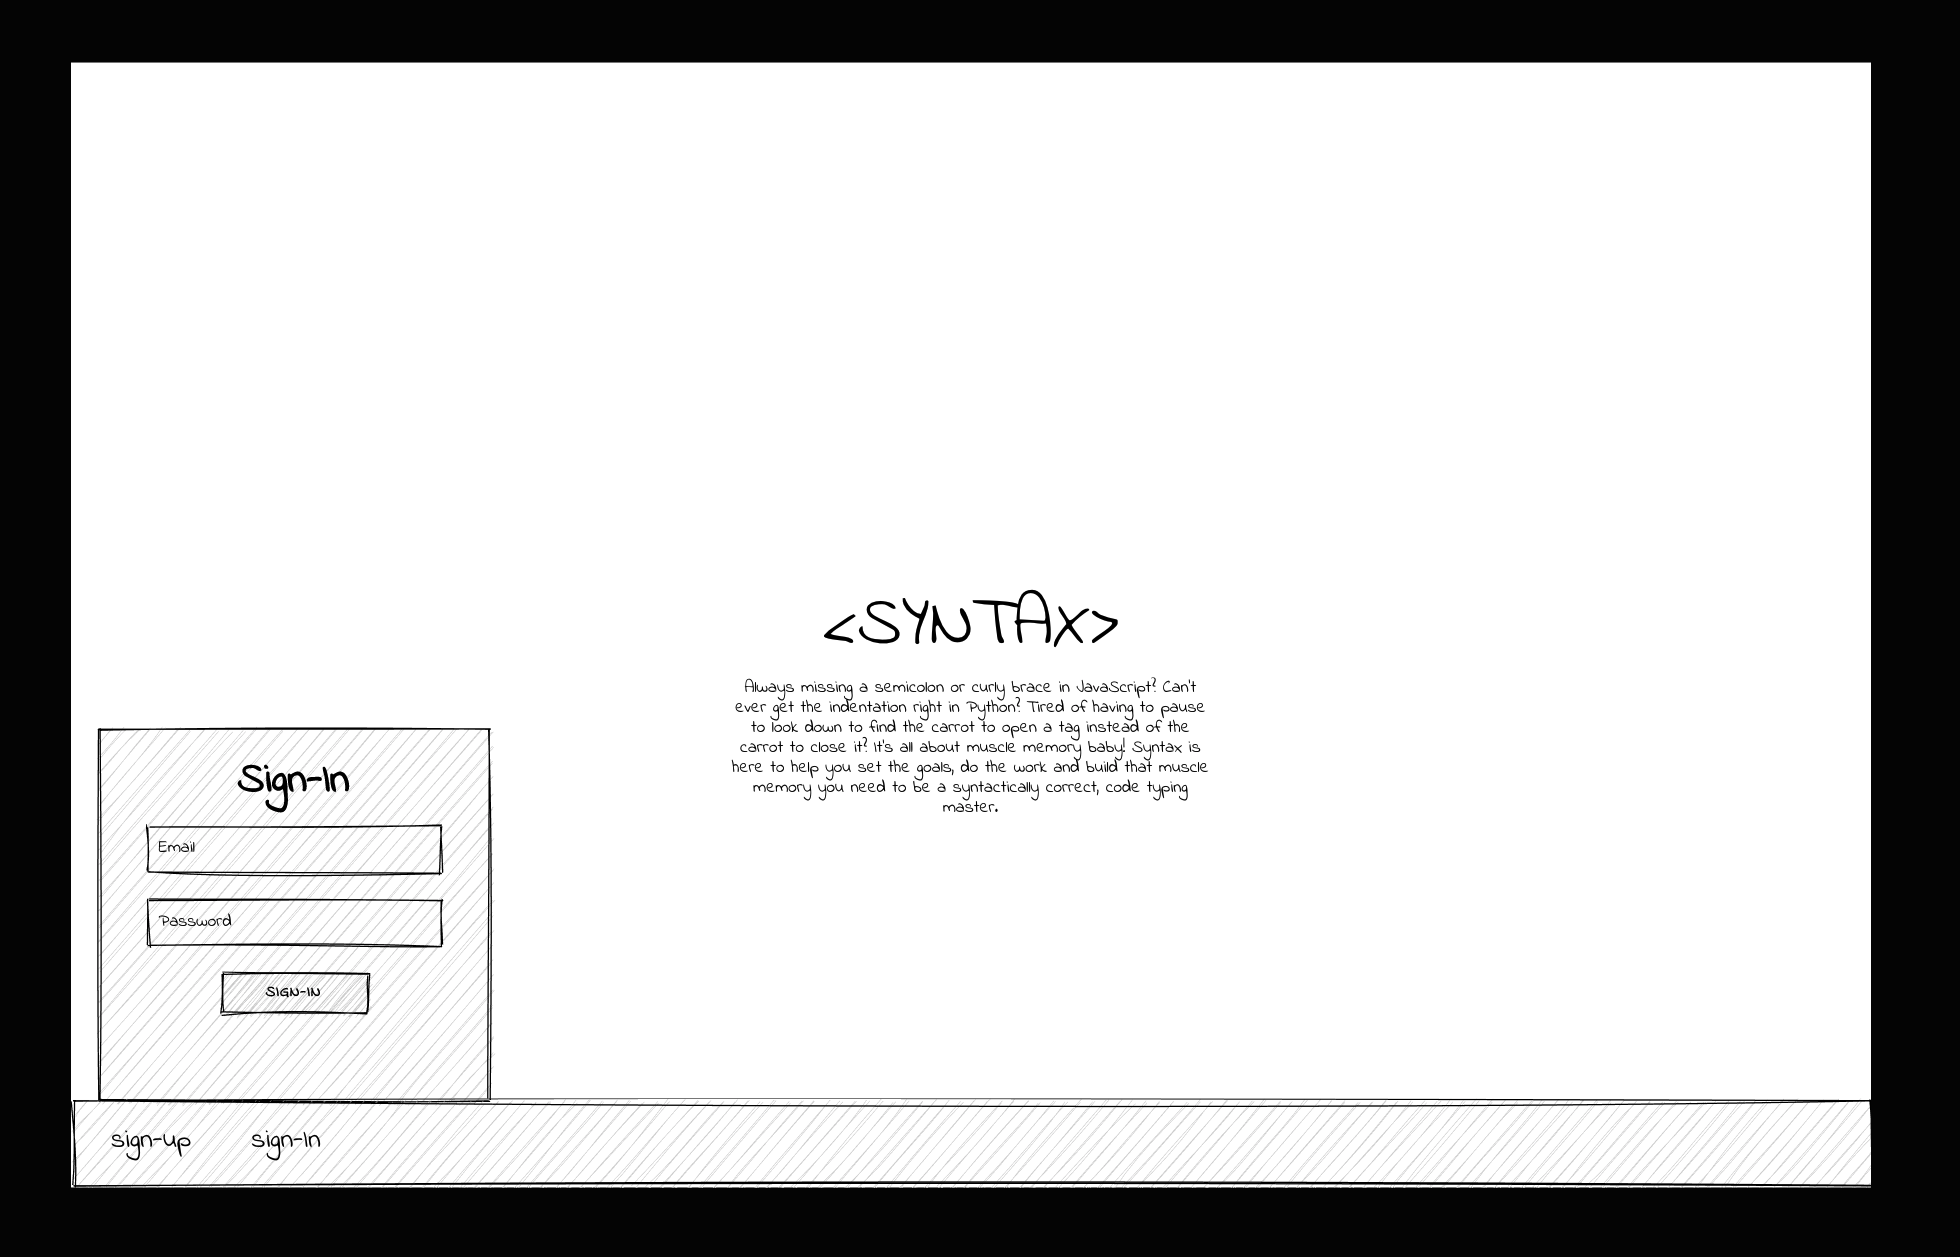 <SYNTAX>
Always missing a semicolon or curly brace in JavaScript? Can't
ever get the indentation right in Python? Tired of having to pause
to look down to find the carrot to open a tag instead of the
carrot to close it? It's all about muscle memory baby! Syntax is
here to help you set the goals, do the work and build that muscle
memory you need to be a syntactically correct, code typing
master.
Sign-In
Email
Password
SIGN-IN
sign-up
sign-In